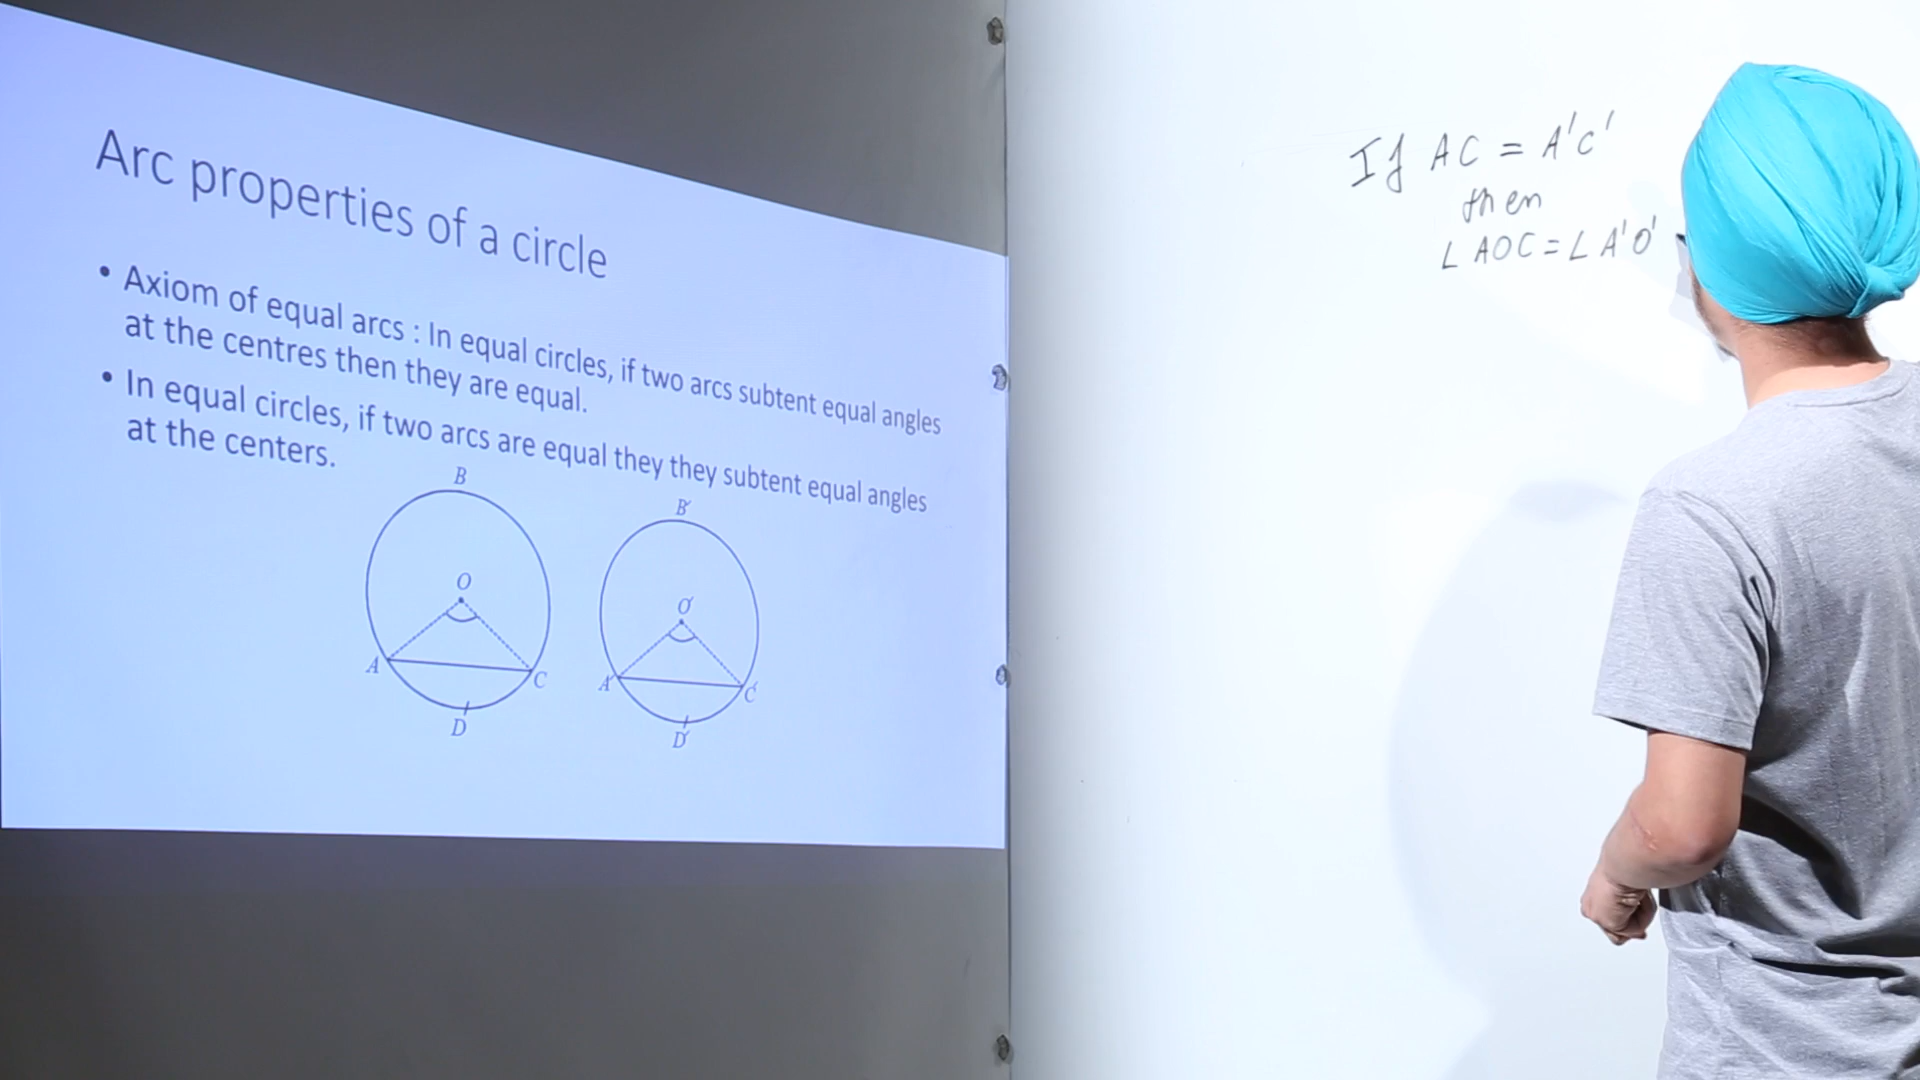 Arc properties of a circle
• Axiom of equal arcs : In equal circles, if two arcs subtent equal angles
at the centres then they are equal.
• In equal circles, if two arcs are equal they they subtent equal angles
at the centers.
B
B'
O
O'
A
C
A'
C'
D
D'
If AC = A'C'
then
∠ AOC = ∠ A'O'